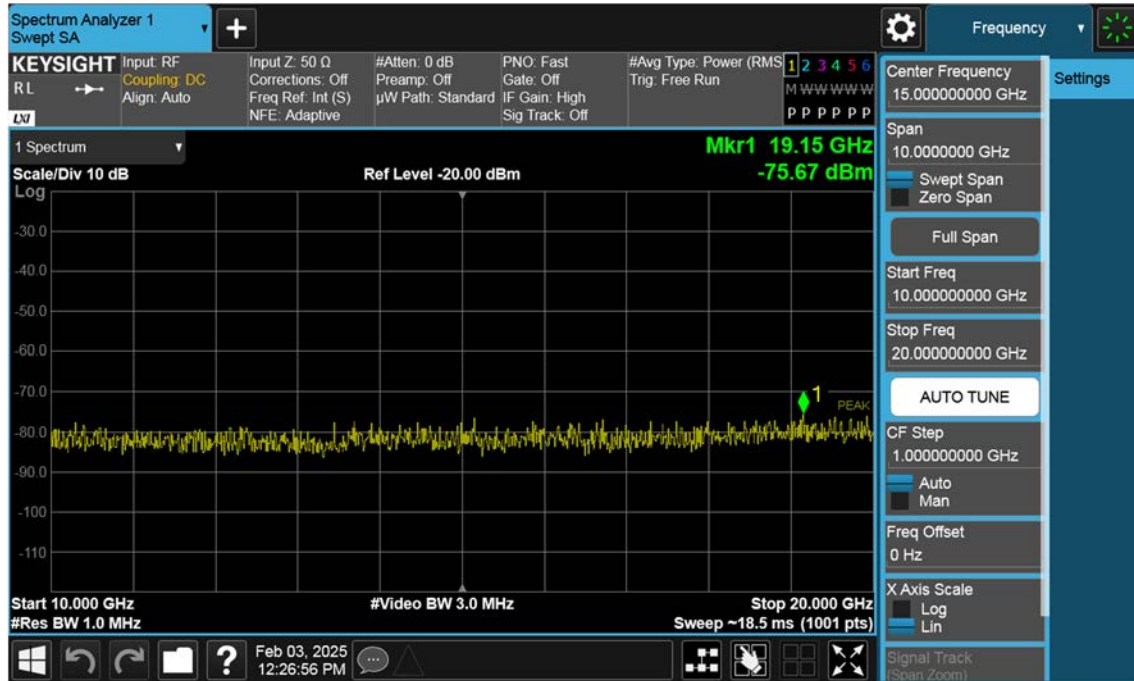 Spectrum Analyzer 1
Swept SA
+
Frequency
KEYSIGHT
RL
LXI
Input: RF
Coupling: DC
Align: Auto
Input Z: 50 Ω
Corrections: Off
Freq Ref: Int (S)
NFE: Adaptive
#Atten: 0 dB
Preamp: Off
µW Path: Standard
PNO: Fast
Gate: Off
IF Gain: High
Sig Track: Off
#Avg Type: Power (RMS
Trig: Free Run
1 2 3 4 5 6
M W W W W W
P P P P P P
1 Spectrum
Mkr1 19.15 GHz
-75.67 dBm
Scale/Div 10 dB
Ref Level -20.00 dBm
Log
-30.0
-40.0
-50.0
-60.0
-70.0
-80.0
-90.0
-100
-110
1
PEAK
Start 10.000 GHz
#Video BW 3.0 MHz
Stop 20.000 GHz
#Res BW 1.0 MHz
Sweep ~18.5 ms (1001 pts)
Center Frequency
15.000000000 GHz
Settings
Span
10.0000000 GHz
Swept Span
Zero Span
Full Span
Start Freq
10.000000000 GHz
Stop Freq
20.000000000 GHz
AUTO TUNE
CF Step
1.000000000 GHz
Auto
Man
Freq Offset
0 Hz
X Axis Scale
Log
Lin
Signal Track
(Span Zoom)
?
Feb 03, 2025
12:26:56 PM